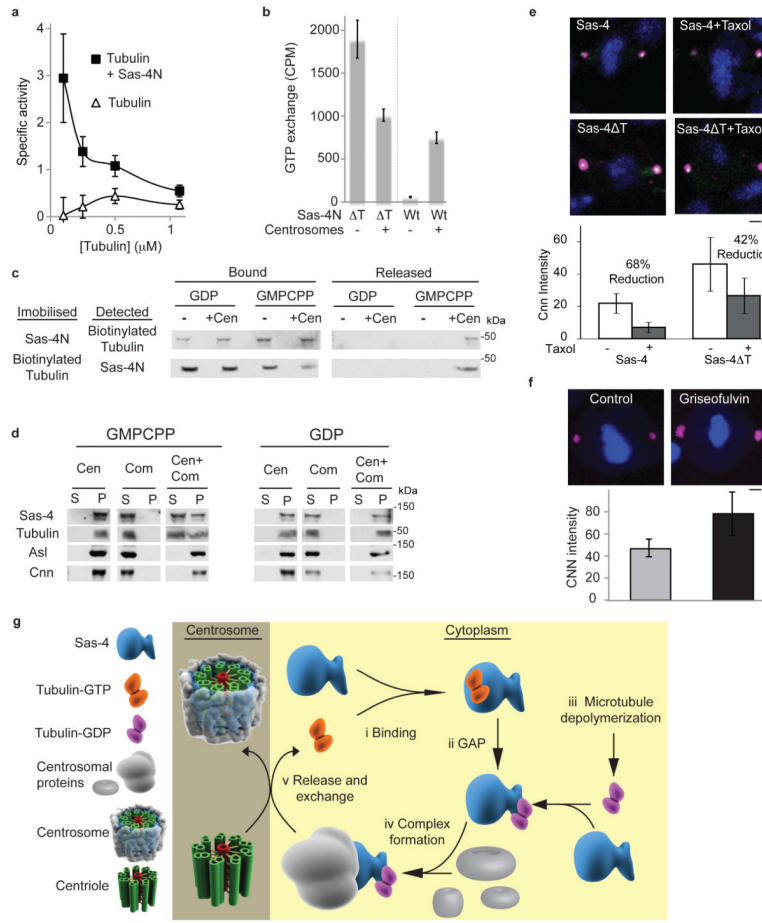 a
Tubulin
+ Sas-4N
Tubulin
Specific activity
5
4
3
2
1
0
0
0.5
1
[Tubulin] (μM)
b
GTP exchange (CPM)
2000
1500
1000
500
0
Sas-4N ΔT ΔT Wt Wt
Centrosomes - + - +
c
Bound Released
GDP GMPCPP GDP GMPCPP
Imobilised Detected - +Cen - +Cen - +Cen - +Cen kDa
Sas-4N Biotinylated Tubulin -50
Biotinylated Tubulin Sas-4N -50
d
GMPCPP GDP
Cen Com Cen+ Com Cen Com Cen+ Com
S P S P S P S P S P S P kDa
Sas-4 -150
Tubulin -50
Asl
Cnn -150
e
Sas-4 Sas-4+Taxol
Sas-4ΔT Sas-4ΔT+Taxol
Cnn Intensity
60
40
20
0
68%
Reduction
42%
Reduction
Taxol - + - +
Sas-4 Sas-4ΔT
f
Control Griseofulvin
CNN intensity
100
80
60
40
20
0
g
Sas-4
Tubulin-GTP
Tubulin-GDP
Centrosomal
proteins
Centrosome
Centriole
Centrosome
Cytoplasm
i Binding
ii GAP
iii Microtubule
depolymerization
iv Complex
formation
v Release and
exchange